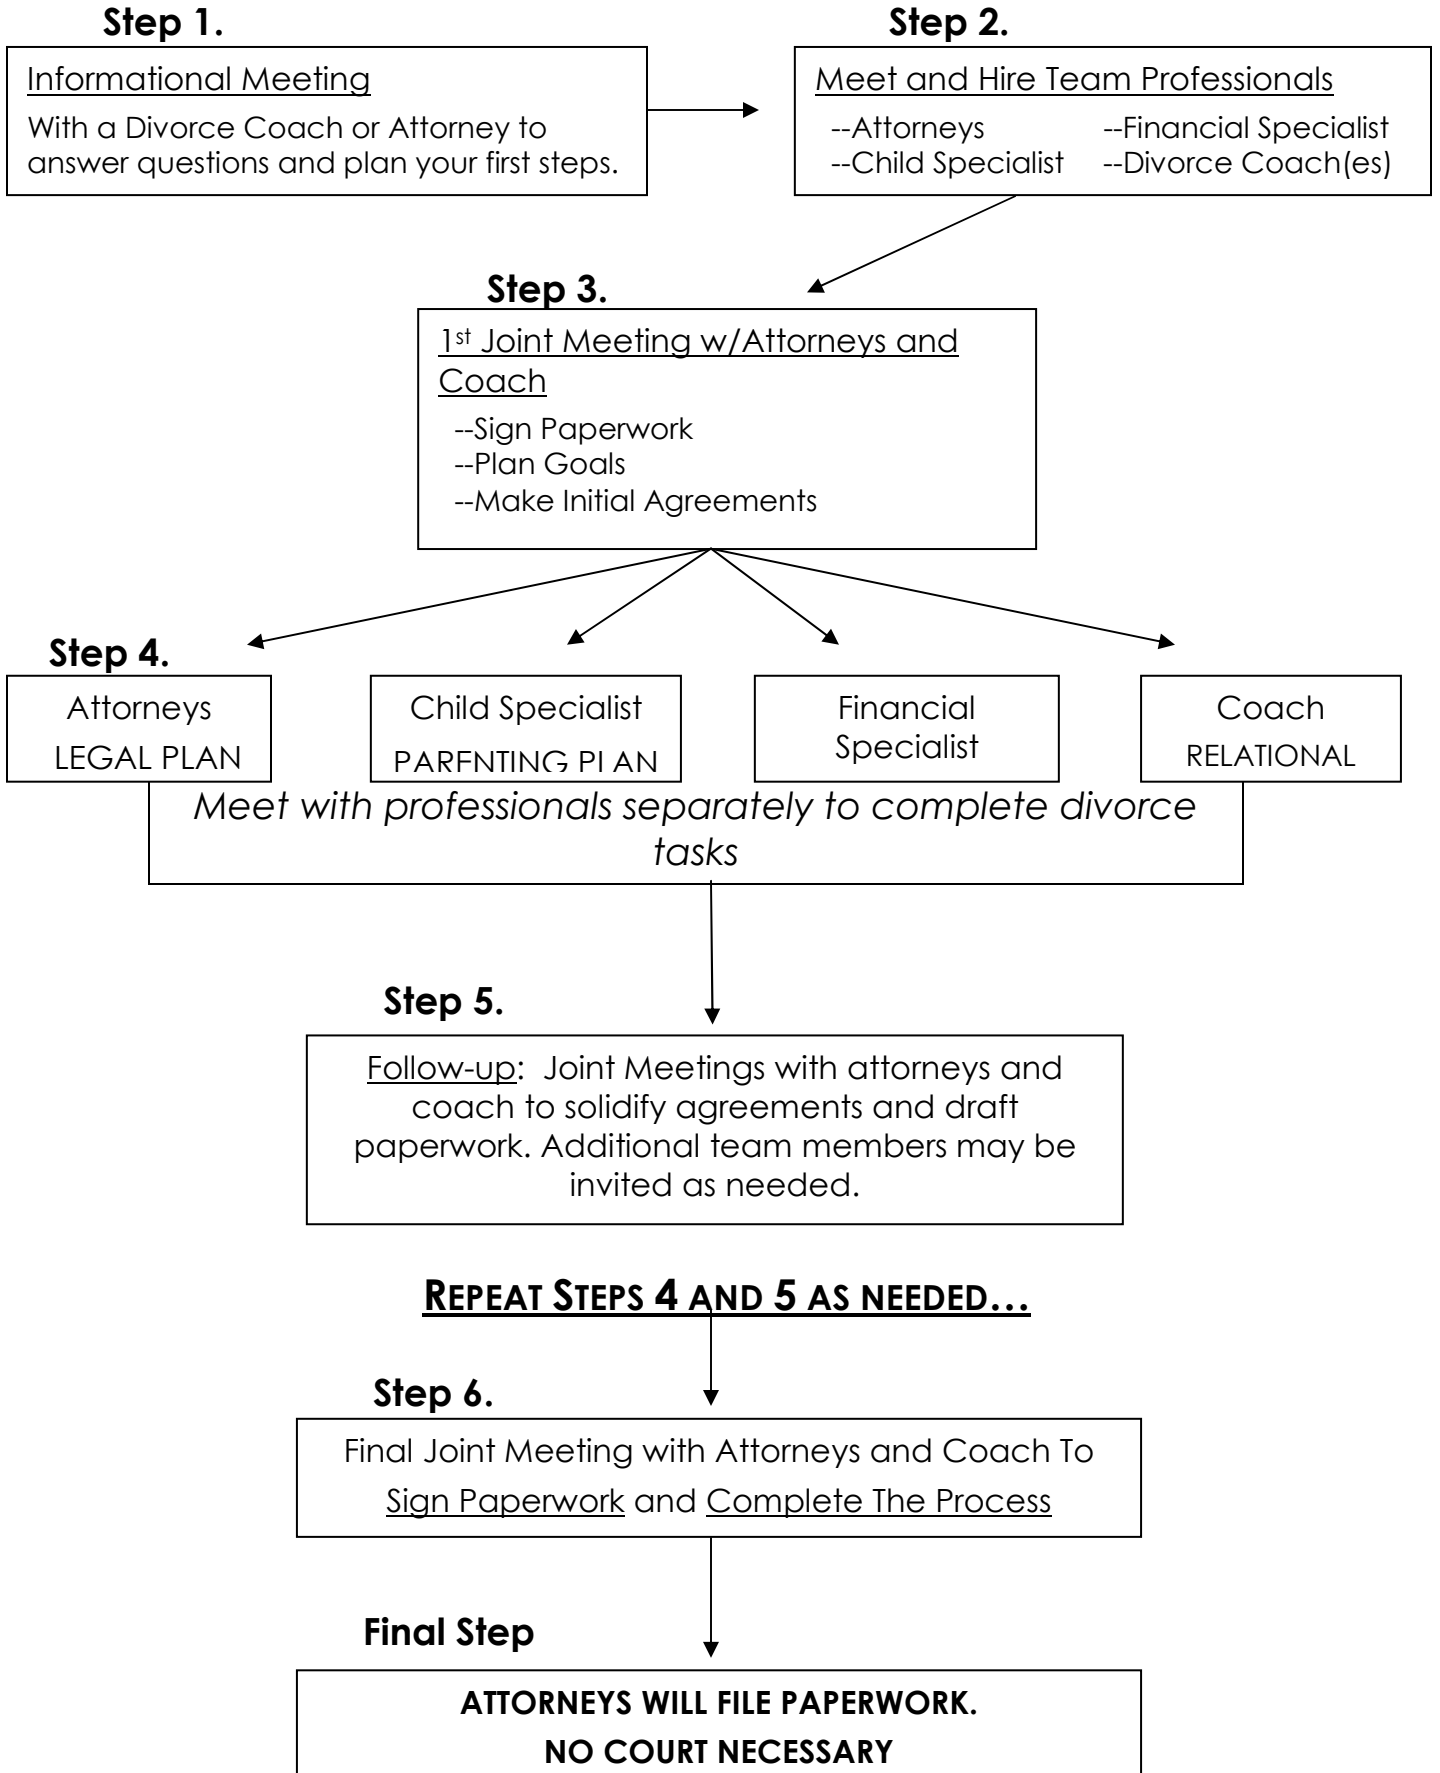 Step 1.
Informational Meeting
With a Divorce Coach or Attorney to
answer questions and plan your first steps.
Step 2.
Meet and Hire Team Professionals
--Attorneys --Financial Specialist
--Child Specialist --Divorce Coach(es)
Step 3.
1st Joint Meeting w/Attorneys and
Coach
--Sign Paperwork
--Plan Goals
--Make Initial Agreements
Step 4.
Attorneys
LEGAL PLAN
Child Specialist
PARENTING PLAN
Financial
Specialist
Coach
RELATIONAL
Meet with professionals separately to complete divorce
tasks
Step 5.
Follow-up: Joint Meetings with attorneys and
coach to solidify agreements and draft
paperwork. Additional team members may be
invited as needed.
REPEAT STEPS 4 AND 5 AS NEEDED...
Step 6.
Final Joint Meeting with Attorneys and Coach To
Sign Paperwork and Complete The Process
Final Step
ATTORNEYS WILL FILE PAPERWORK.
NO COURT NECESSARY